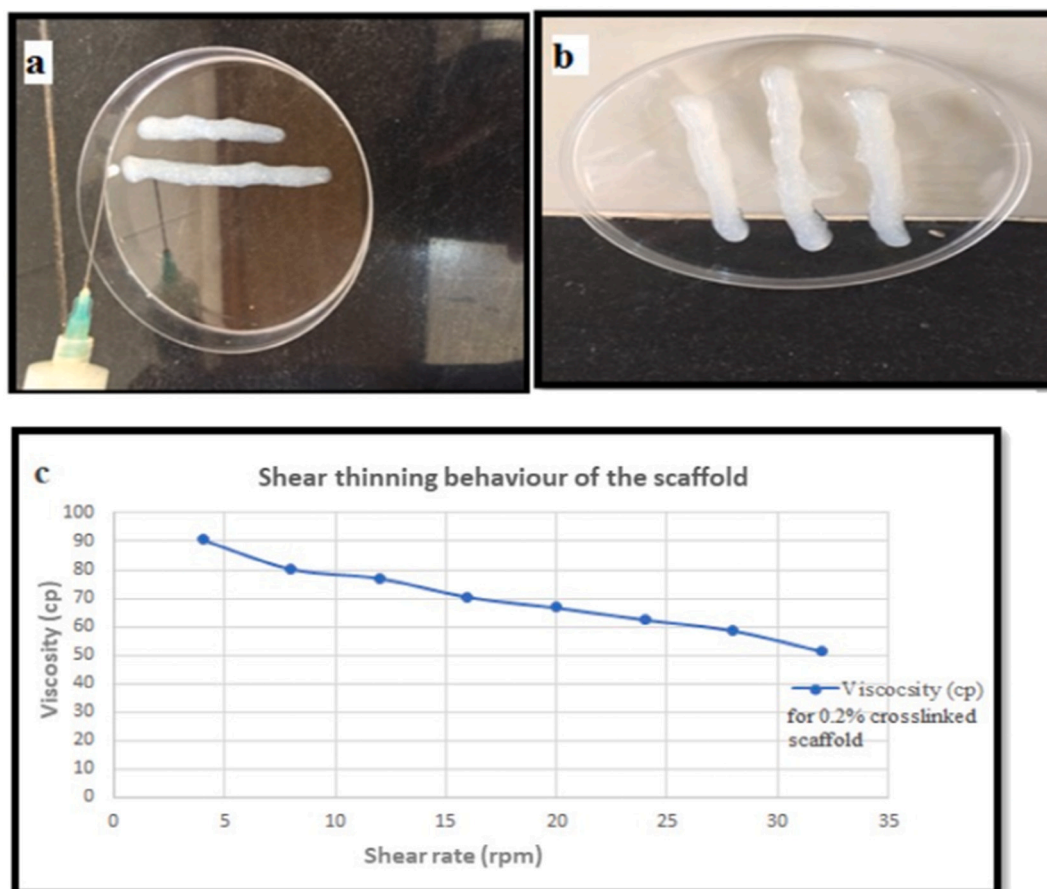 a
b
c
Shear thinning behaviour of the scaffold
100
90
80
70
60
50
40
30
20
10
0
0 5 10 15 20 25 30 35
Viscosity (cp)
Shear rate (rpm)
Viscocsity (cp)
for 0.2% crosslinked
scaffold